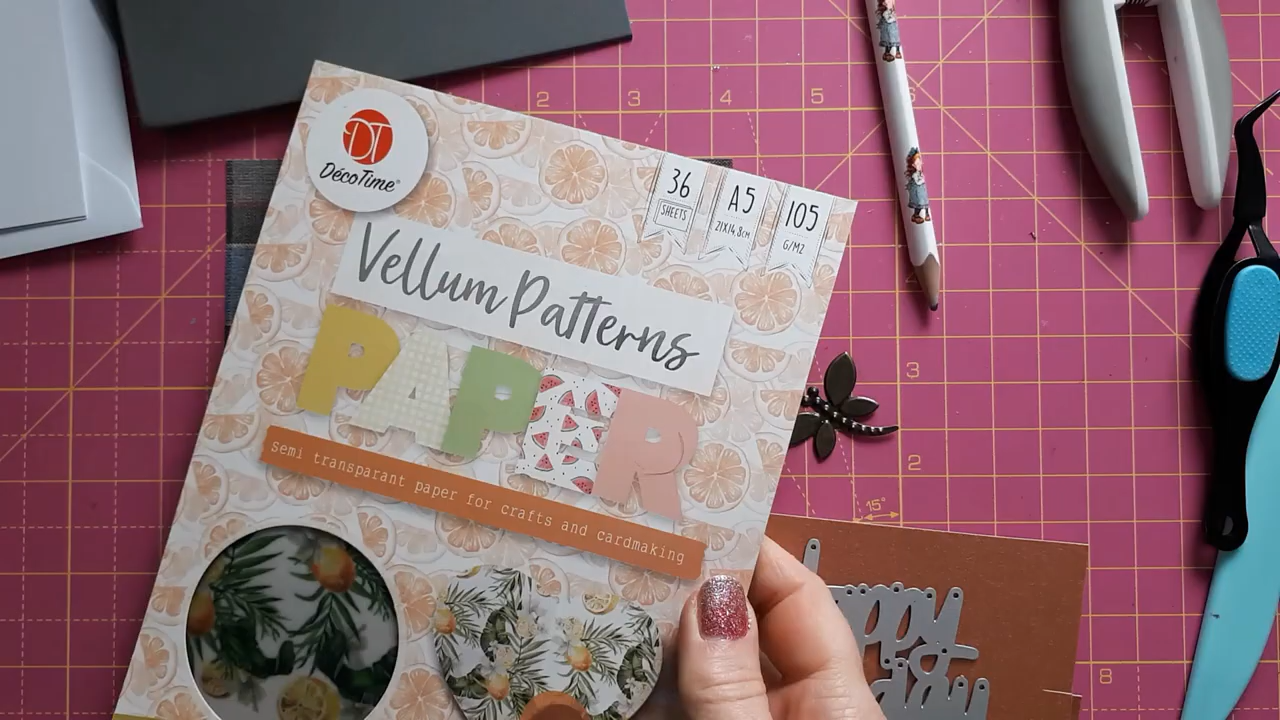 2 3 4 5 6
DT
DécoTime®
36
SHEETS
A5
21X14,8CM
105
G/M2
Vellum Patterns
PAPER
semi transparant paper for crafts and cardmaking
3
2
15°
8